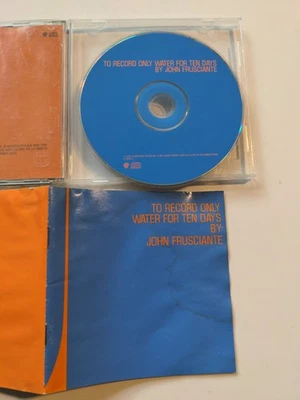 TO RECORD ONLY WATER FOR TEN DAYS
BY JOHN FRUSCIANTE
TO RECORD ONLY
WATER FOR TEN DAYS
BY
JOHN FRUSCIANTE